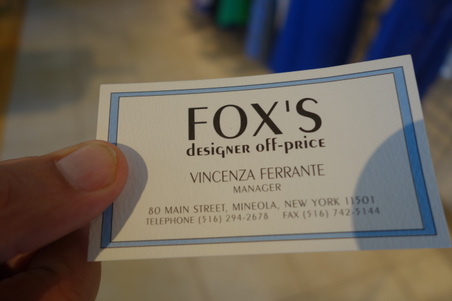 FOX'S
designer off-price
VINCENZA FERRANTE
MANAGER
80 MAIN STREET, MINEOLA, NEW YORK 11501
TELEPHONE (516) 294-2678 FAX (516) 742-5144